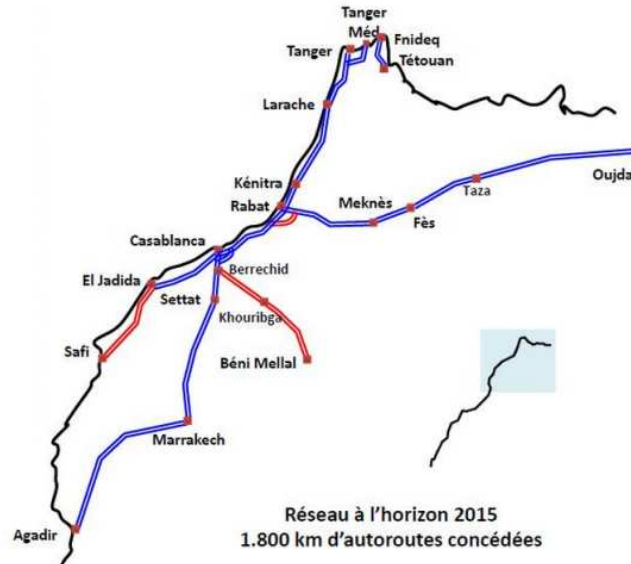 Tanger
Méd
Tanger
Fnideq
Tétouan
Larache
Kénitra
Rabat
Meknès
Fès
Taza
Oujda
Casablanca
Berrechid
El Jadida
Settat
Khouribga
Safi
Béni Mellal
Marrakech
Agadir
Réseau à l’horizon 2015
1.800 km d’autoroutes concédées